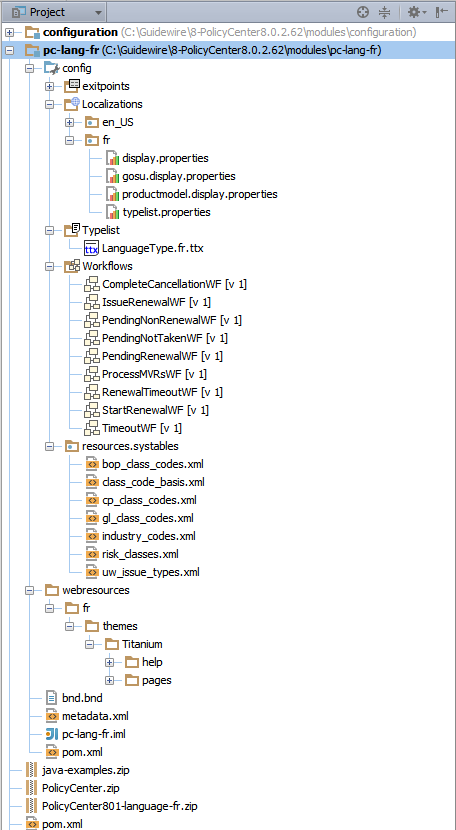 Project
configuration (C:\Guidewire\8-PolicyCenter8.0.2.62\modules\configuration)
pc-lang-fr (C:\Guidewire\8-PolicyCenter8.0.2.62\modules\pc-lang-fr)
config
exitpoints
Localizations
en_US
fr
display.properties
gosu.display.properties
productmodel.display.properties
typelist.properties
Typelist
ttx LanguageType.fr.ttx
Workflows
CompleteCancellationWF [v 1]
IssueRenewalWF [v 1]
PendingNonRenewalWF [v 1]
PendingNotTakenWF [v 1]
PendingRenewalWF [v 1]
ProcessMVRsWF [v 1]
RenewalTimeoutWF [v 1]
StartRenewalWF [v 1]
TimeoutWF [v 1]
resources.systables
bop_class_codes.xml
class_code_basis.xml
cp_class_codes.xml
gl_class_codes.xml
industry_codes.xml
risk_classes.xml
uw_issue_types.xml
webresources
fr
themes
Titanium
help
pages
bnd.bnd
metadata.xml
pc-lang-fr.iml
pom.xml
java-examples.zip
PolicyCenter.zip
PolicyCenter801-language-fr.zip
pom.xml